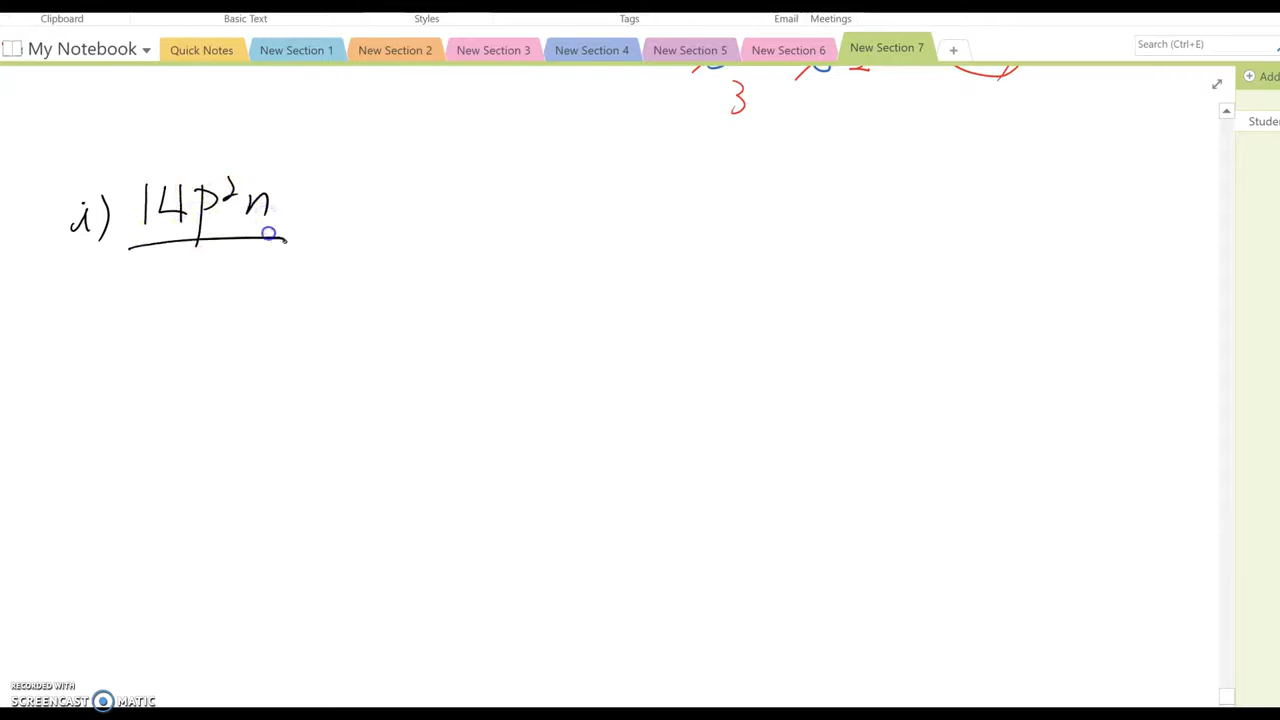 Clipboard Basic Text Styles Tags Email Meetings
My Notebook Quick Notes New Section 1 New Section 2 New Section 3 New Section 4 New Section 5 New Section 6 New Section 7 + Search (Ctrl+E)
Add
3
Studen
i) 14p²n
RECORDED WITH
SCREENCAST MATIC